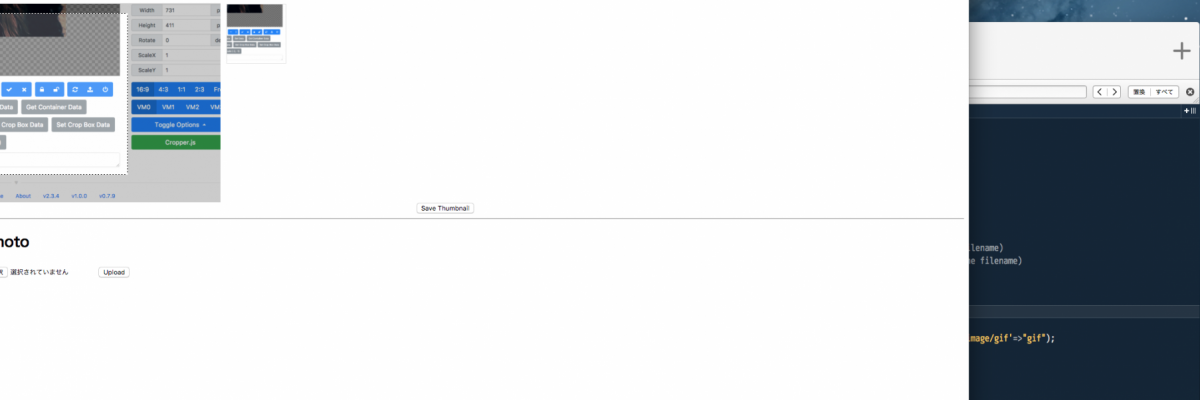 Width 731 p
Height 411 p
Rotate 0 de
ScaleX 1
ScaleY 1
16:9 4:3 1:1 2:3 Fr
Data Get Container Data
VM0 VM1 VM2 VM
Crop Box Data Set Crop Box Data
Toggle Options
Cropper.js
About v2.3.4 v1.0.0 v0.7.9
Save Thumbnail
hoto
択 選択されていません Upload
置換 すべて
lename)
e filename)
image/gif'=>"gif");